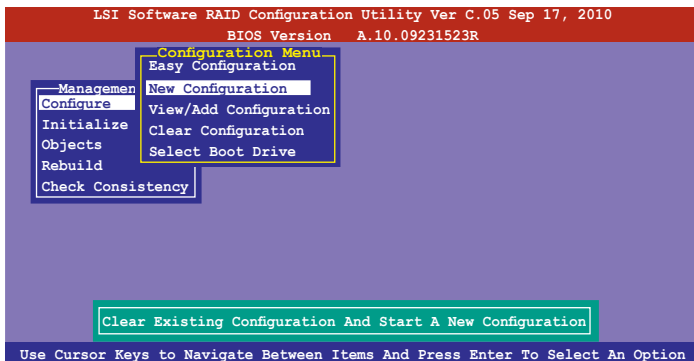 LSI Software RAID Configuration Utility Ver C.05 Sep 17, 2010
BIOS Version A.10.09231523R
Configuration Menu
Easy Configuration
New Configuration
View/Add Configuration
Clear Configuration
Select Boot Drive
Managemen
Configure
Initialize
Objects
Rebuild
Check Consistency
Clear Existing Configuration And Start A New Configuration
Use Cursor Keys to Navigate Between Items And Press Enter To Select An Option